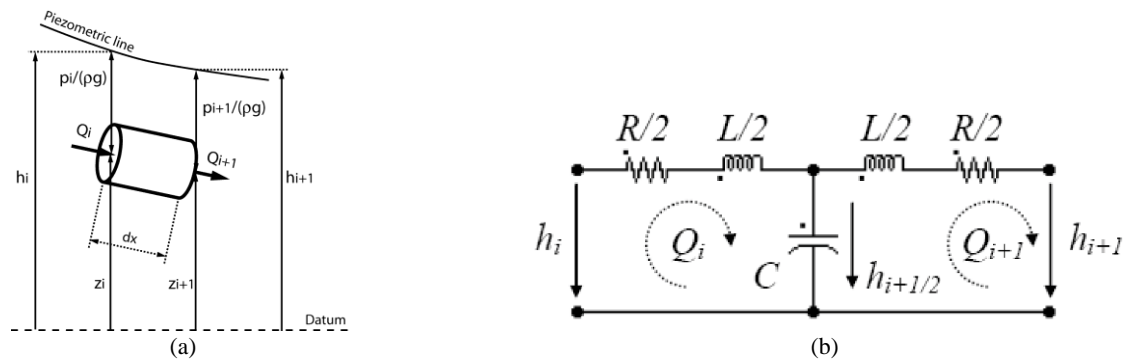 Piezometric line
pi/(ρg)
pi+1/(ρg)
Qi
Qi+1
hi
hi+1
dx
zi
zi+1
Datum
(a)
R/2 L/2 L/2 R/2
hi Qi C hi+1/2 Qi+1 hi+1
(b)